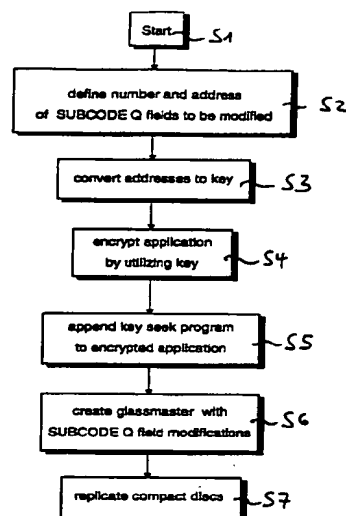 Start S1
define number and address S2
of SUBCODE Q fields to be modified
convert addresses to key S3
encrypt application S4
by utilizing key
append key seek program S5
to encrypted application
create glassmaster with S6
SUBCODE Q field modifications
replicate compact discs S7